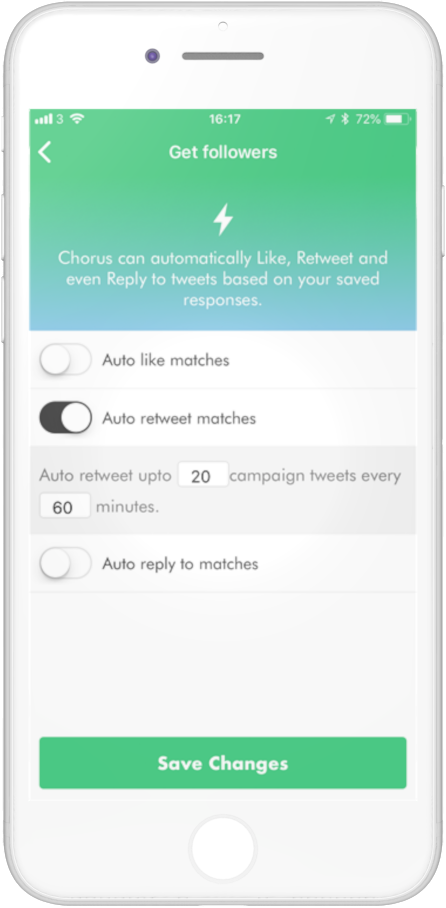 3 16:17 72%
Get followers
Chorus can automatically Like, Retweet and
even Reply to tweets based on your saved
responses.
Auto like matches
Auto retweet matches
Auto retweet upto 20 campaign tweets every
60 minutes.
Auto reply to matches
Save Changes